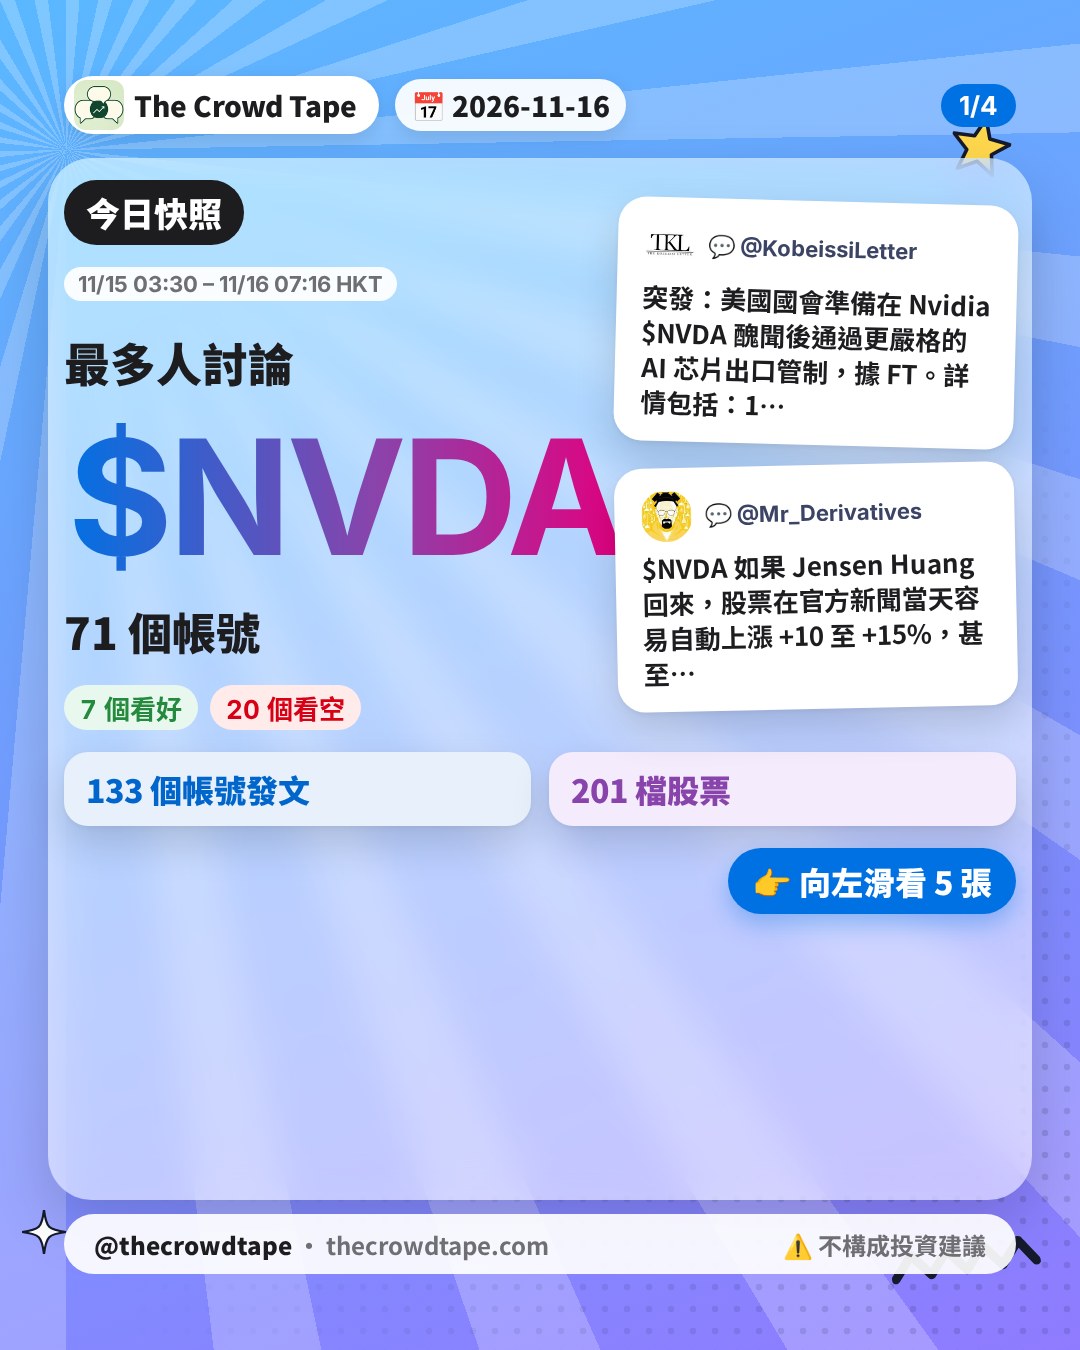 The Crowd Tape
📅 2026-11-16
1/4
今日快照
11/15 03:30 – 11/16 07:16 HKT
最多人討論
$NVDA
71 個帳號
7 個看好
20 個看空
TKL
💬 @KobeissiLetter
突發：美國國會準備在 Nvidia
$NVDA 醜聞後通過更嚴格的
AI 芯片出口管制，據 FT。詳
情包括：1…
💬 @Mr_Derivatives
$NVDA 如果 Jensen Huang
回來，股票在官方新聞當天容
易自動上漲 +10 至 +15%，甚
至…
133 個帳號發文
201 檔股票
👉 向左滑看 5 張
@thecrowdtape · thecrowdtape.com
⚠️ 不構成投資建議